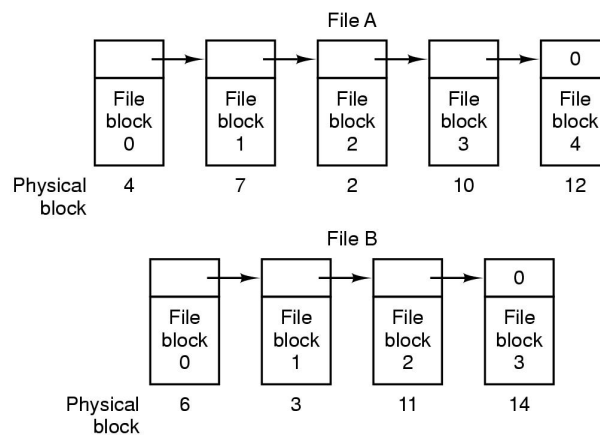 File A
0
File block 0
File block 1
File block 2
File block 3
File block 4
Physical block
4 7 2 10 12
File B
0
File block 0
File block 1
File block 2
File block 3
Physical block
6 3 11 14